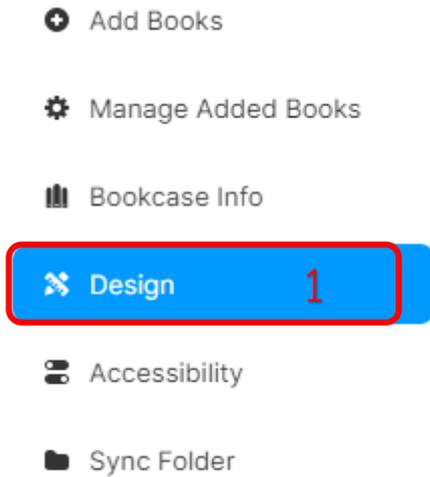 Add Books
Manage Added Books
Bookcase Info
Design 1
Accessibility
Sync Folder